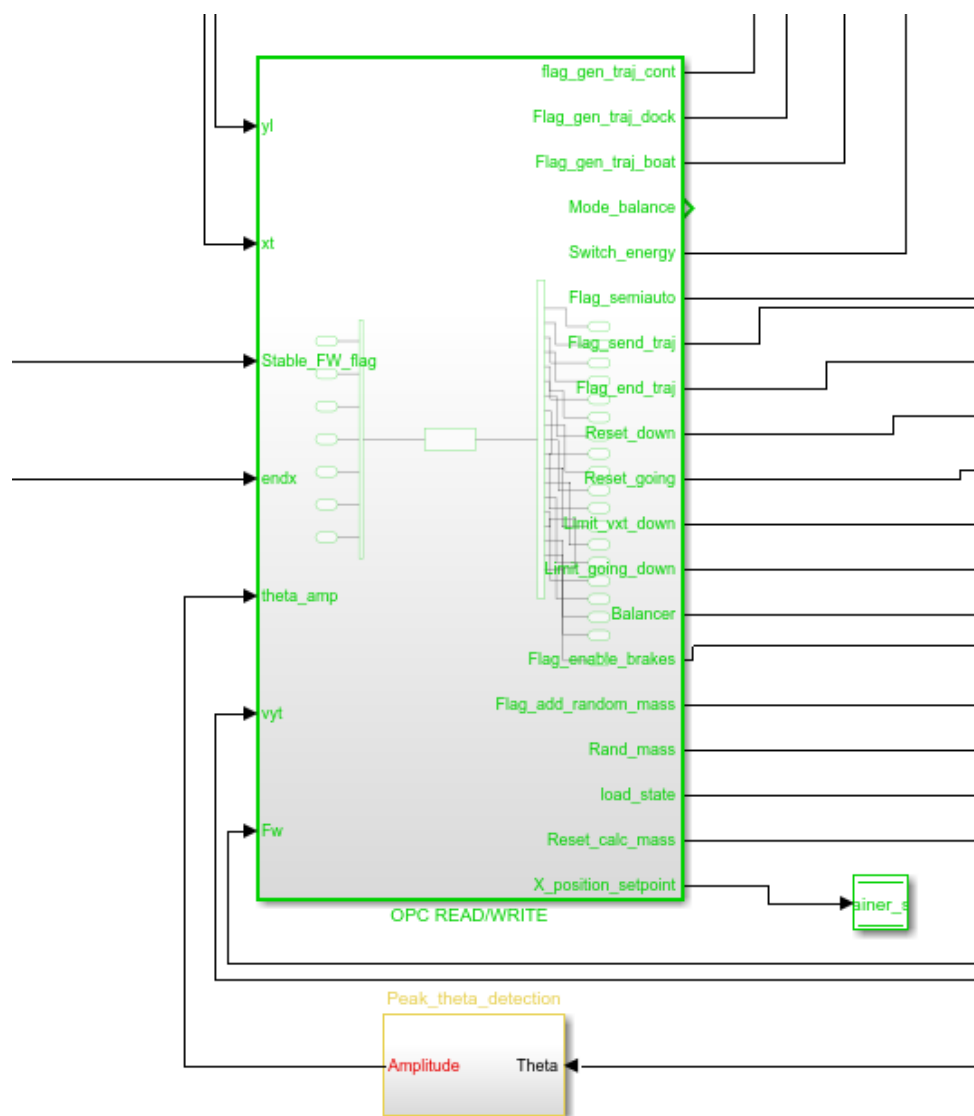 flag_gen_traj_cont
Flag_gen_traj_dock
yl
Flag_gen_traj_boat
Mode_balance
xt
Switch_energy
Flag_semiauto
Flag_send_traj
Stable_FW_flag
Flag_end_traj
Reset_down
endx
Reset_going
Limit_vxt_down
Limit_going_down
theta_amp
Balancer
Flag_enable_brakes
Flag_add_random_mass
vyt
Rand_mass
load_state
Fw
Reset_calc_mass
X_position_setpoint
ainer_s
OPC READ/WRITE
Peak_theta_detection
Amplitude
Theta